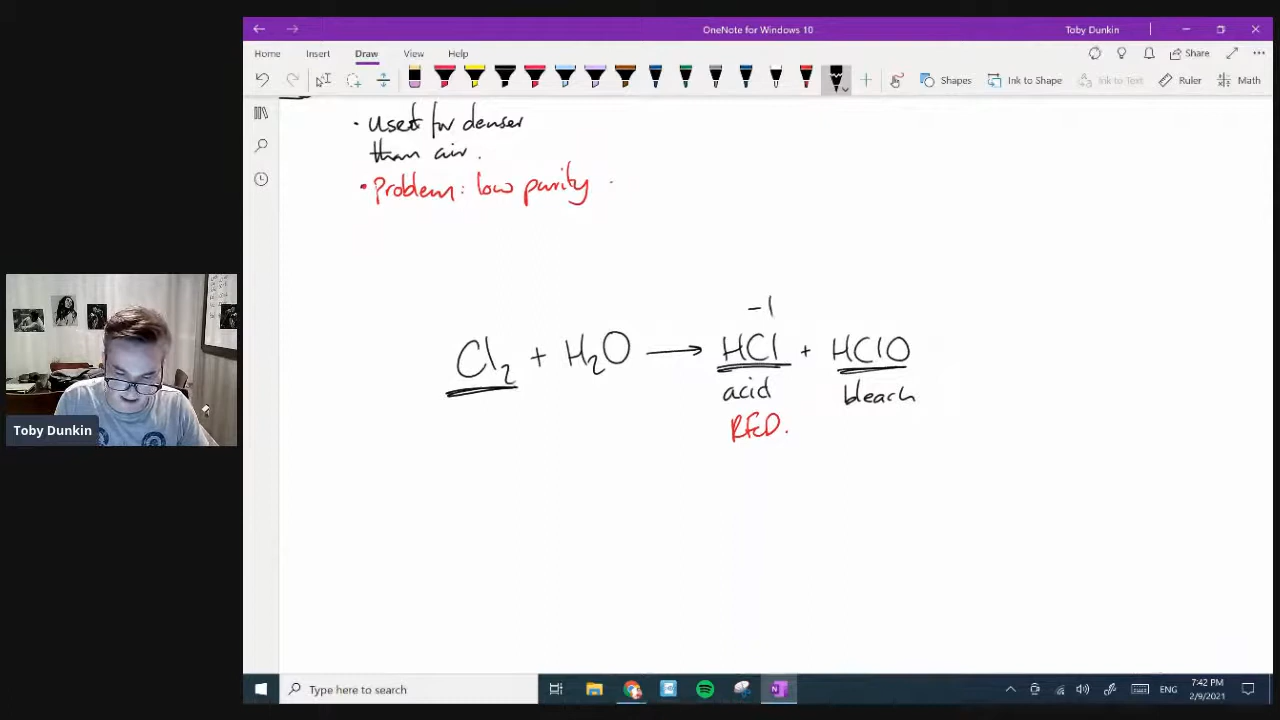 OneNote for Windows 10
Toby Dunkin
Home Insert Draw View Help
Share
Shapes Ink to Shape Ink to Text Ruler Math
· Used for denser
than air.
· Problem: low purity
-1
Cl₂ + H₂O → HCl + HClO
acid bleach
RED.
Toby Dunkin
Type here to search
ENG
7:42 PM
2/9/2021